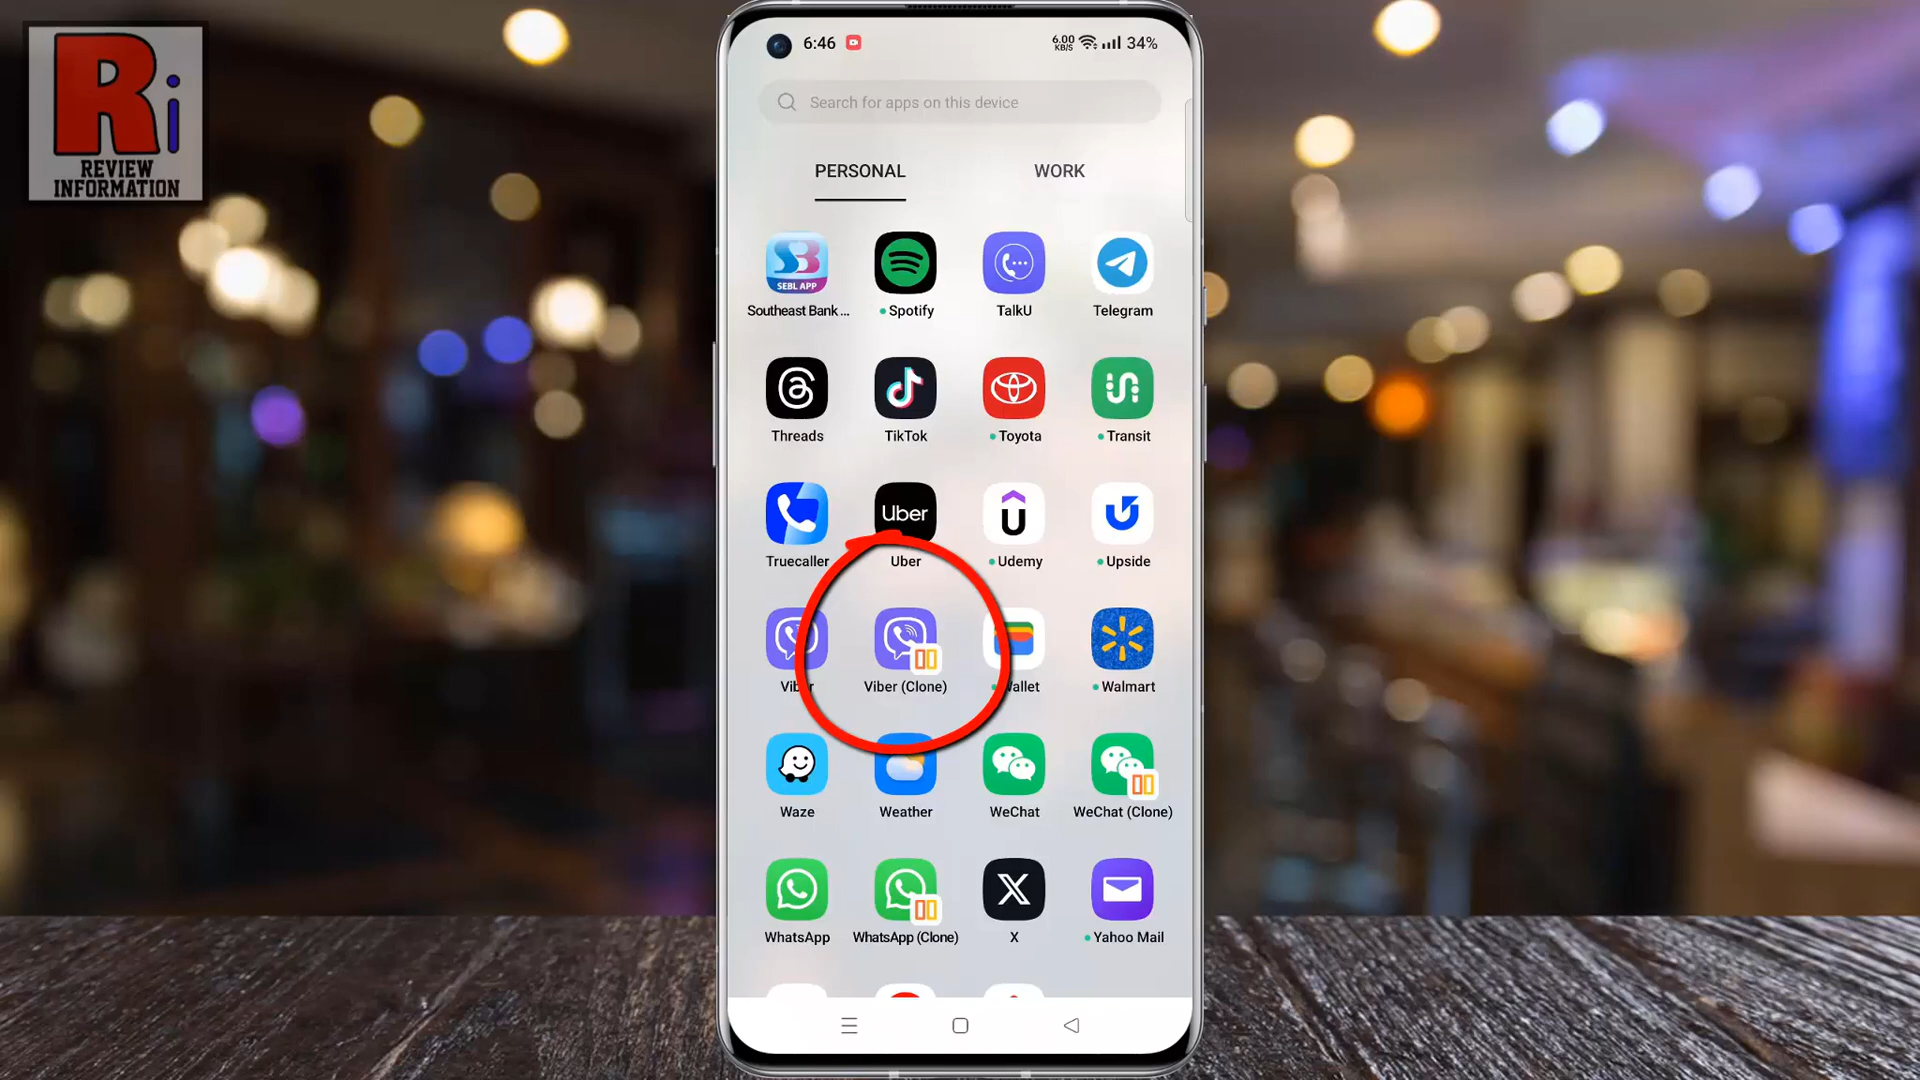 Ri
REVIEW
INFORMATION
6:46
6.00
KB/S
34%
Search for apps on this device
PERSONAL WORK
SEBL APP
Southeast Bank ... Spotify TalkU Telegram
Threads TikTok Toyota Transit
Uber
Truecaller Uber Udemy Upside
Viber Viber (Clone) Wallet Walmart
Waze Weather WeChat WeChat (Clone)
WhatsApp WhatsApp (Clone) X Yahoo Mail